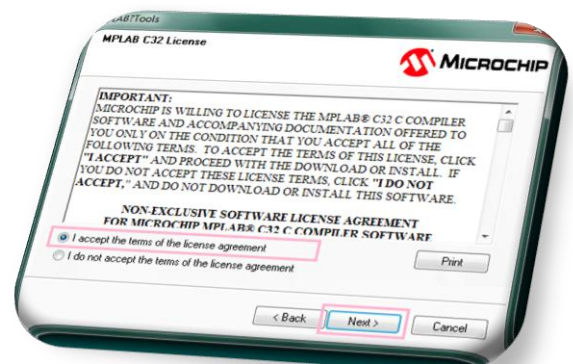 LAB?Tools
MPLAB C32 License
MICROCHIP
IMPORTANT:
MICROCHIP IS WILLING TO LICENSE THE MPLAB® C32 C COMPILER
SOFTWARE AND ACCOMPANYING DOCUMENTATION OFFERED TO
YOU ONLY ON THE CONDITION THAT YOU ACCEPT ALL OF THE
FOLLOWING TERMS. TO ACCEPT THE TERMS OF THIS LICENSE, CLICK
"I ACCEPT" AND PROCEED WITH THE DOWNLOAD OR INSTALL. IF
YOU DO NOT ACCEPT THESE LICENSE TERMS, CLICK "I DO NOT
ACCEPT," AND DO NOT DOWNLOAD OR INSTALL THIS SOFTWARE.
NON-EXCLUSIVE SOFTWARE LICENSE AGREEMENT
FOR MICROCHIP MPLAB® C32 C COMPILER SOFTWARE
I accept the terms of the license agreement
I do not accept the terms of the license agreement
Print
< Back
Next >
Cancel